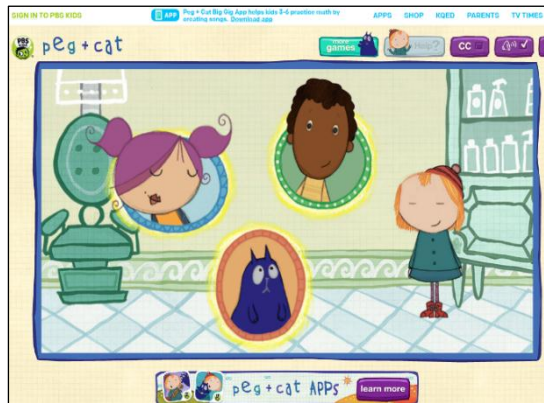 SIGN IN TO PBS KIDS
APP
Peg + Cat Big Gig App helps kids 3-6 practice math by
creating songs. Download app
APPS SHOP KQED PARENTS TV TIMES
PBS
peg + cat
games
Help?
CC
peg + cat APPS
learn more